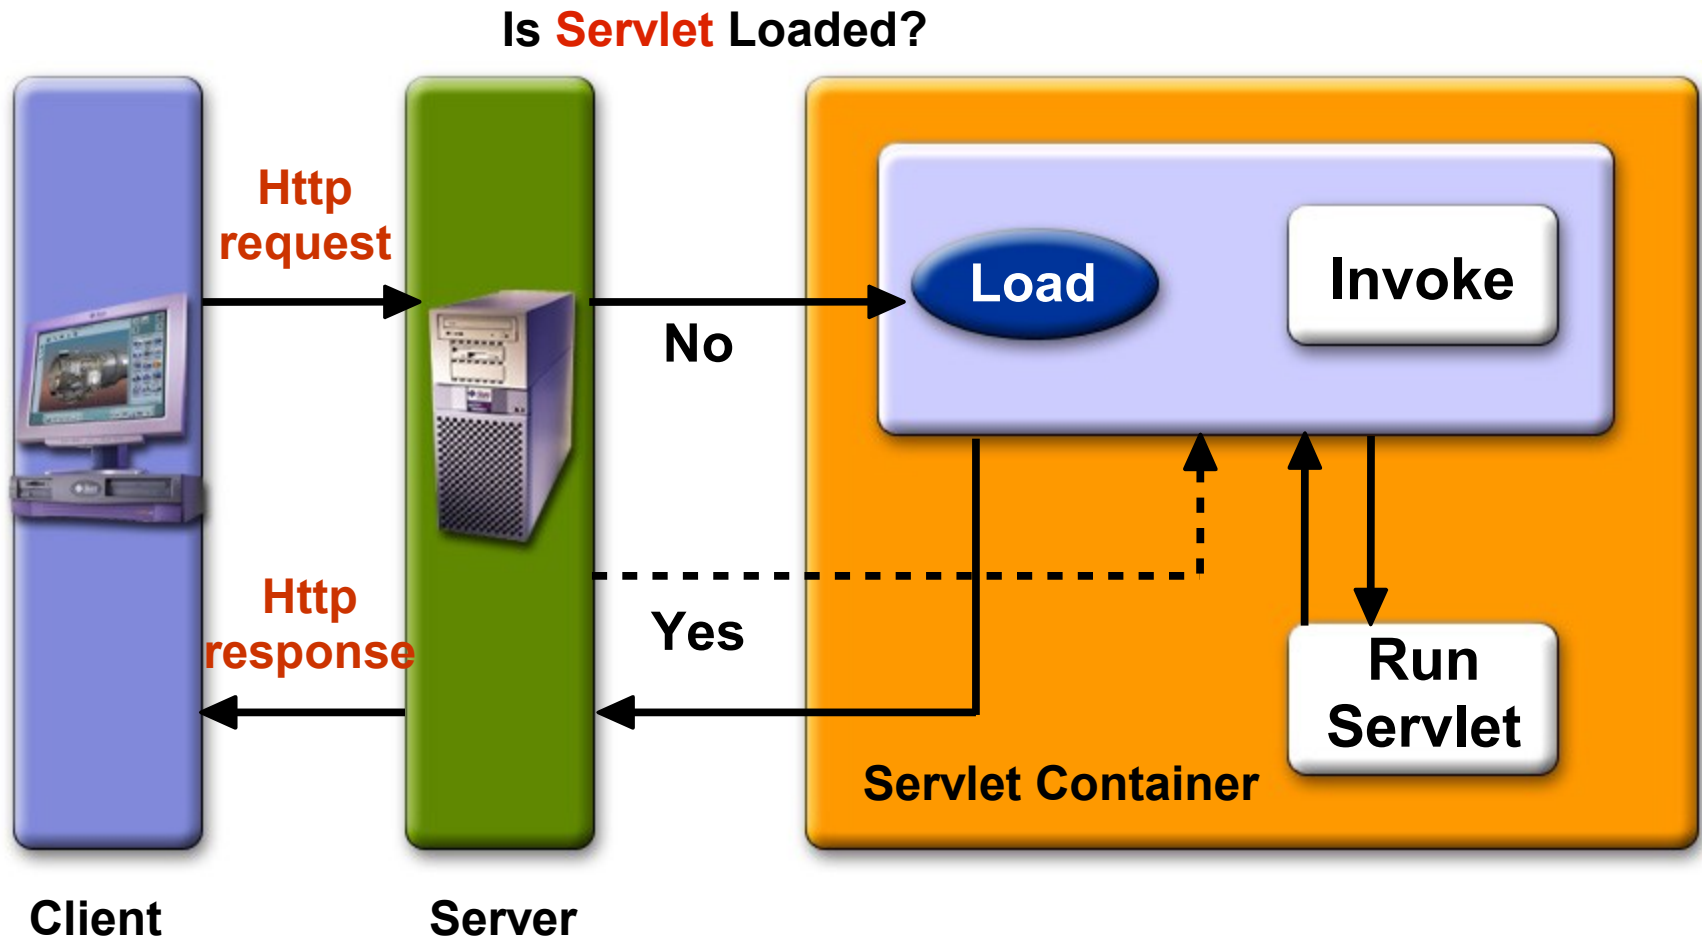 Is Servlet Loaded?
Http
request
No
Load
Invoke
Http
response
Yes
Run
Servlet
Servlet Container
Client
Server